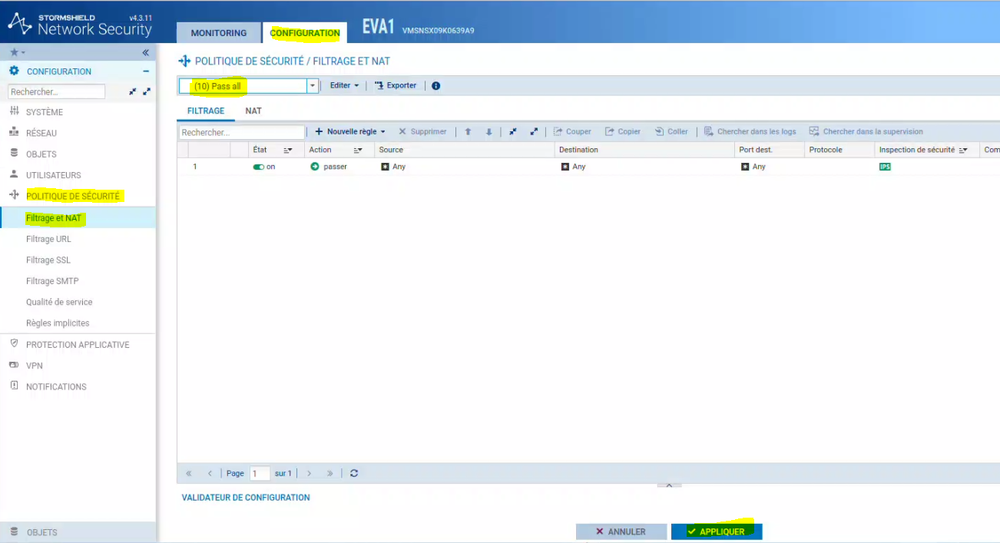 STORMSHIELD v4.3.11
Network Security
MONITORING CONFIGURATION EVA1 VMSNSX09K0639A9
CONFIGURATION
Rechercher...
SYSTÈME
RÉSEAU
OBJETS
UTILISATEURS
POLITIQUE DE SÉCURITÉ
Filtrage et NAT
Filtrage URL
Filtrage SSL
Filtrage SMTP
Qualité de service
Règles implicites
PROTECTION APPLICATIVE
VPN
NOTIFICATIONS
OBJETS
POLITIQUE DE SÉCURITÉ / FILTRAGE ET NAT
(10) Pass all Editer Exporter
FILTRAGE NAT
Rechercher... Nouvelle règle Supprimer Couper Copier Coller Chercher dans les logs Chercher dans la supervision
État Action Source Destination Port dest. Protocole Inspection de sécurité Com
1 on passer Any Any Any IPS
Page 1 sur 1
VALIDATEUR DE CONFIGURATION
ANNULER APPLIQUER